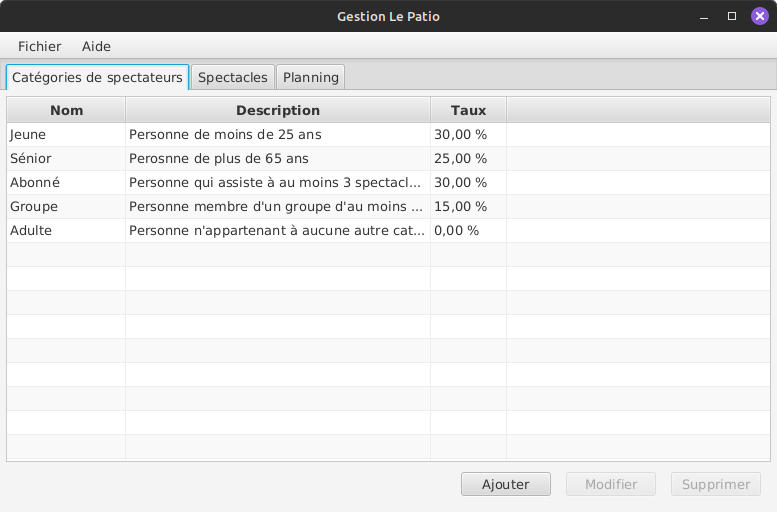 Gestion Le Patio
Fichier Aide
Catégories de spectateurs Spectacles Planning
Nom Description Taux
Jeune Personne de moins de 25 ans 30,00 %
Sénior Perosnne de plus de 65 ans 25,00 %
Abonné Personne qui assiste à au moins 3 spectacl... 30,00 %
Groupe Personne membre d'un groupe d'au moins ... 15,00 %
Adulte Personne n'appartenant à aucune autre cat... 0,00 %
Ajouter Modifier Supprimer